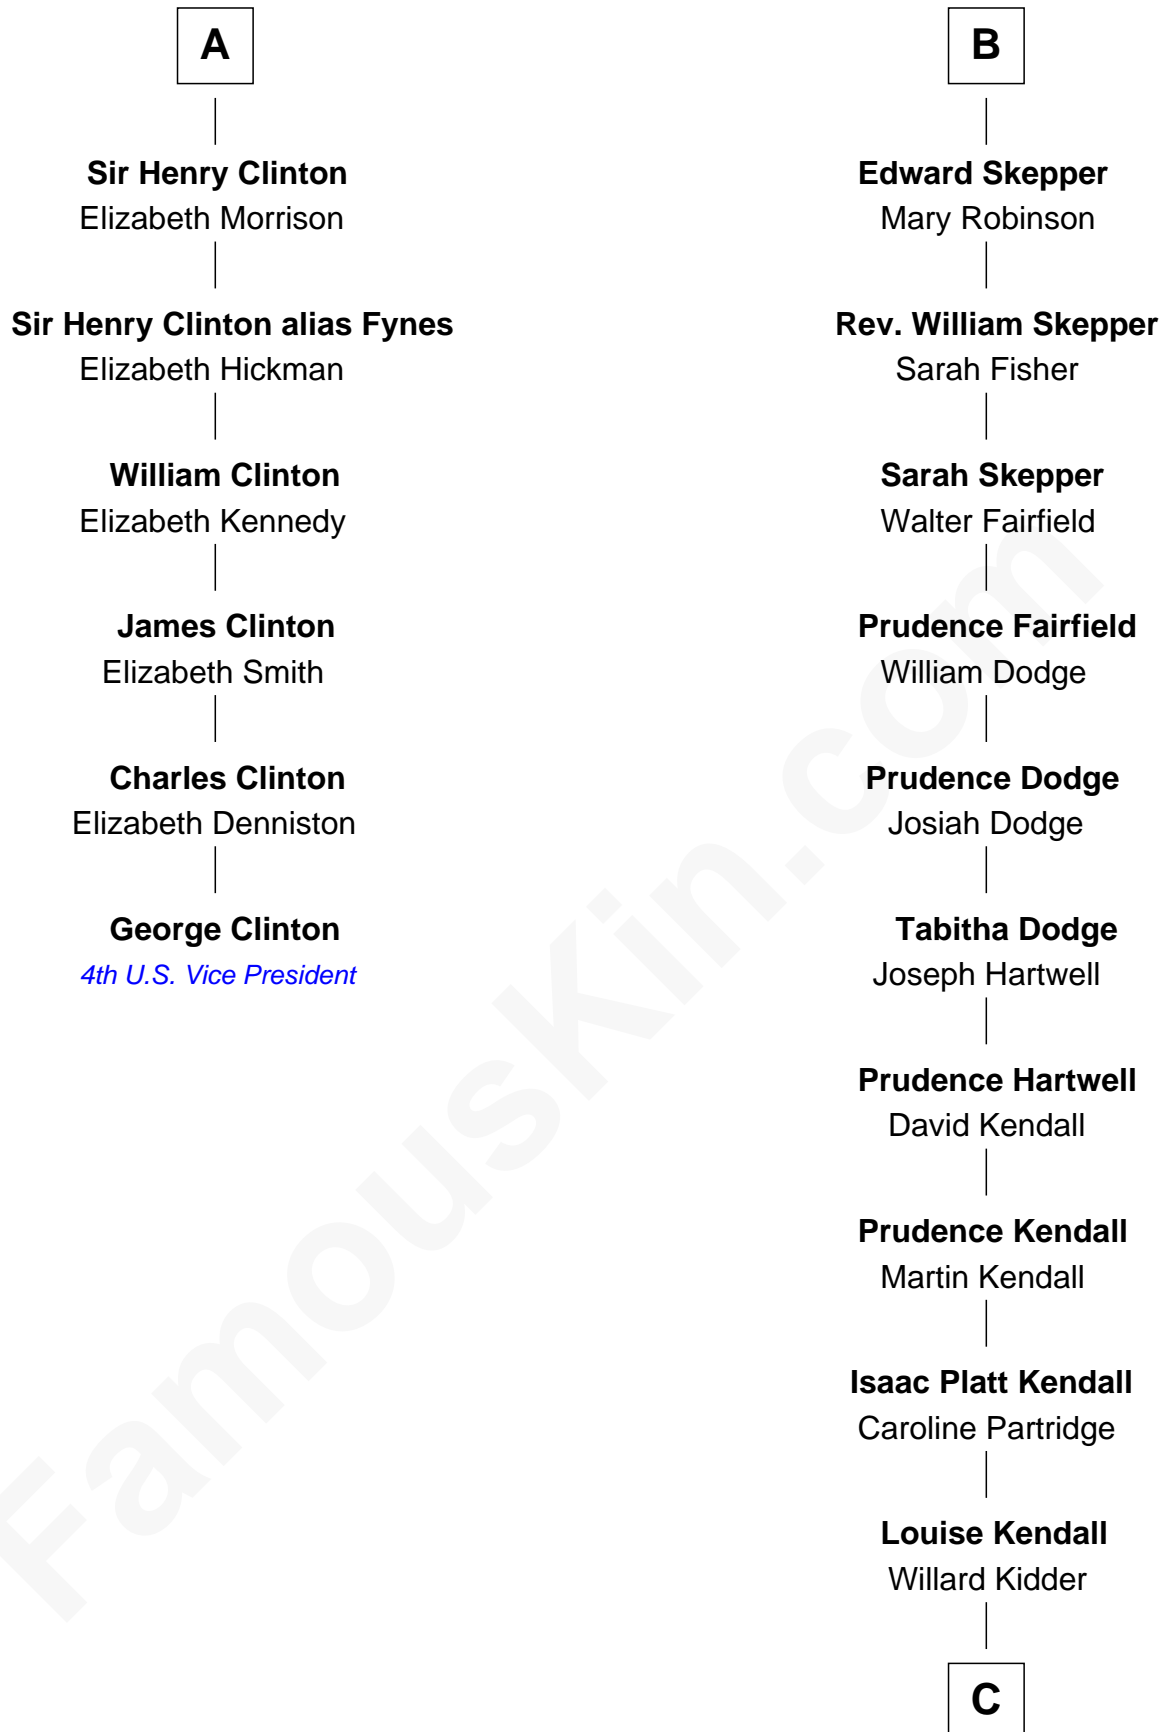 A
Sir Henry Clinton
Elizabeth Morrison
Sir Henry Clinton alias Fynes
Elizabeth Hickman
William Clinton
Elizabeth Kennedy
James Clinton
Elizabeth Smith
Charles Clinton
Elizabeth Denniston
George Clinton
4th U.S. Vice President
B
Edward Skepper
Mary Robinson
Rev. William Skepper
Sarah Fisher
Sarah Skepper
Walter Fairfield
Prudence Fairfield
William Dodge
Prudence Dodge
Josiah Dodge
Tabitha Dodge
Joseph Hartwell
Prudence Hartwell
David Kendall
Prudence Kendall
Martin Kendall
Isaac Platt Kendall
Caroline Partridge
Louise Kendall
Willard Kidder
C
FamousKin.com